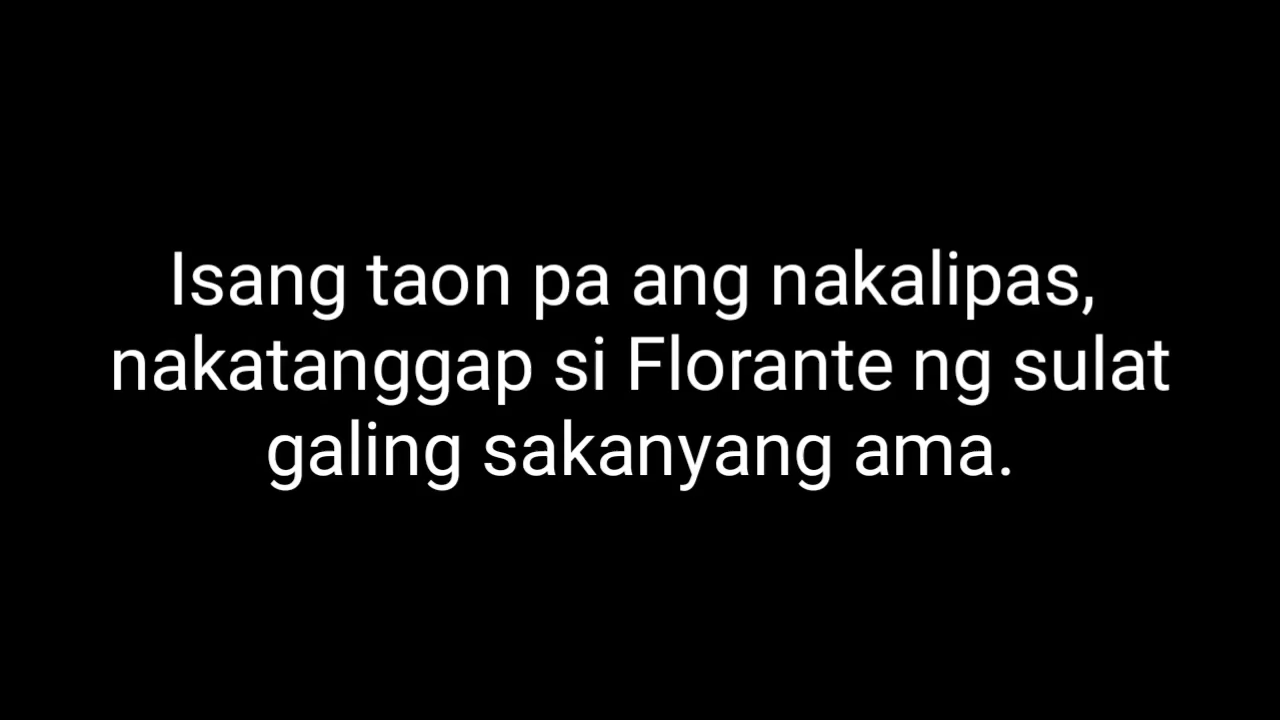 Isang taon pa ang nakalipas,
nakatanggap si Florante ng sulat
galing sakanyang ama.